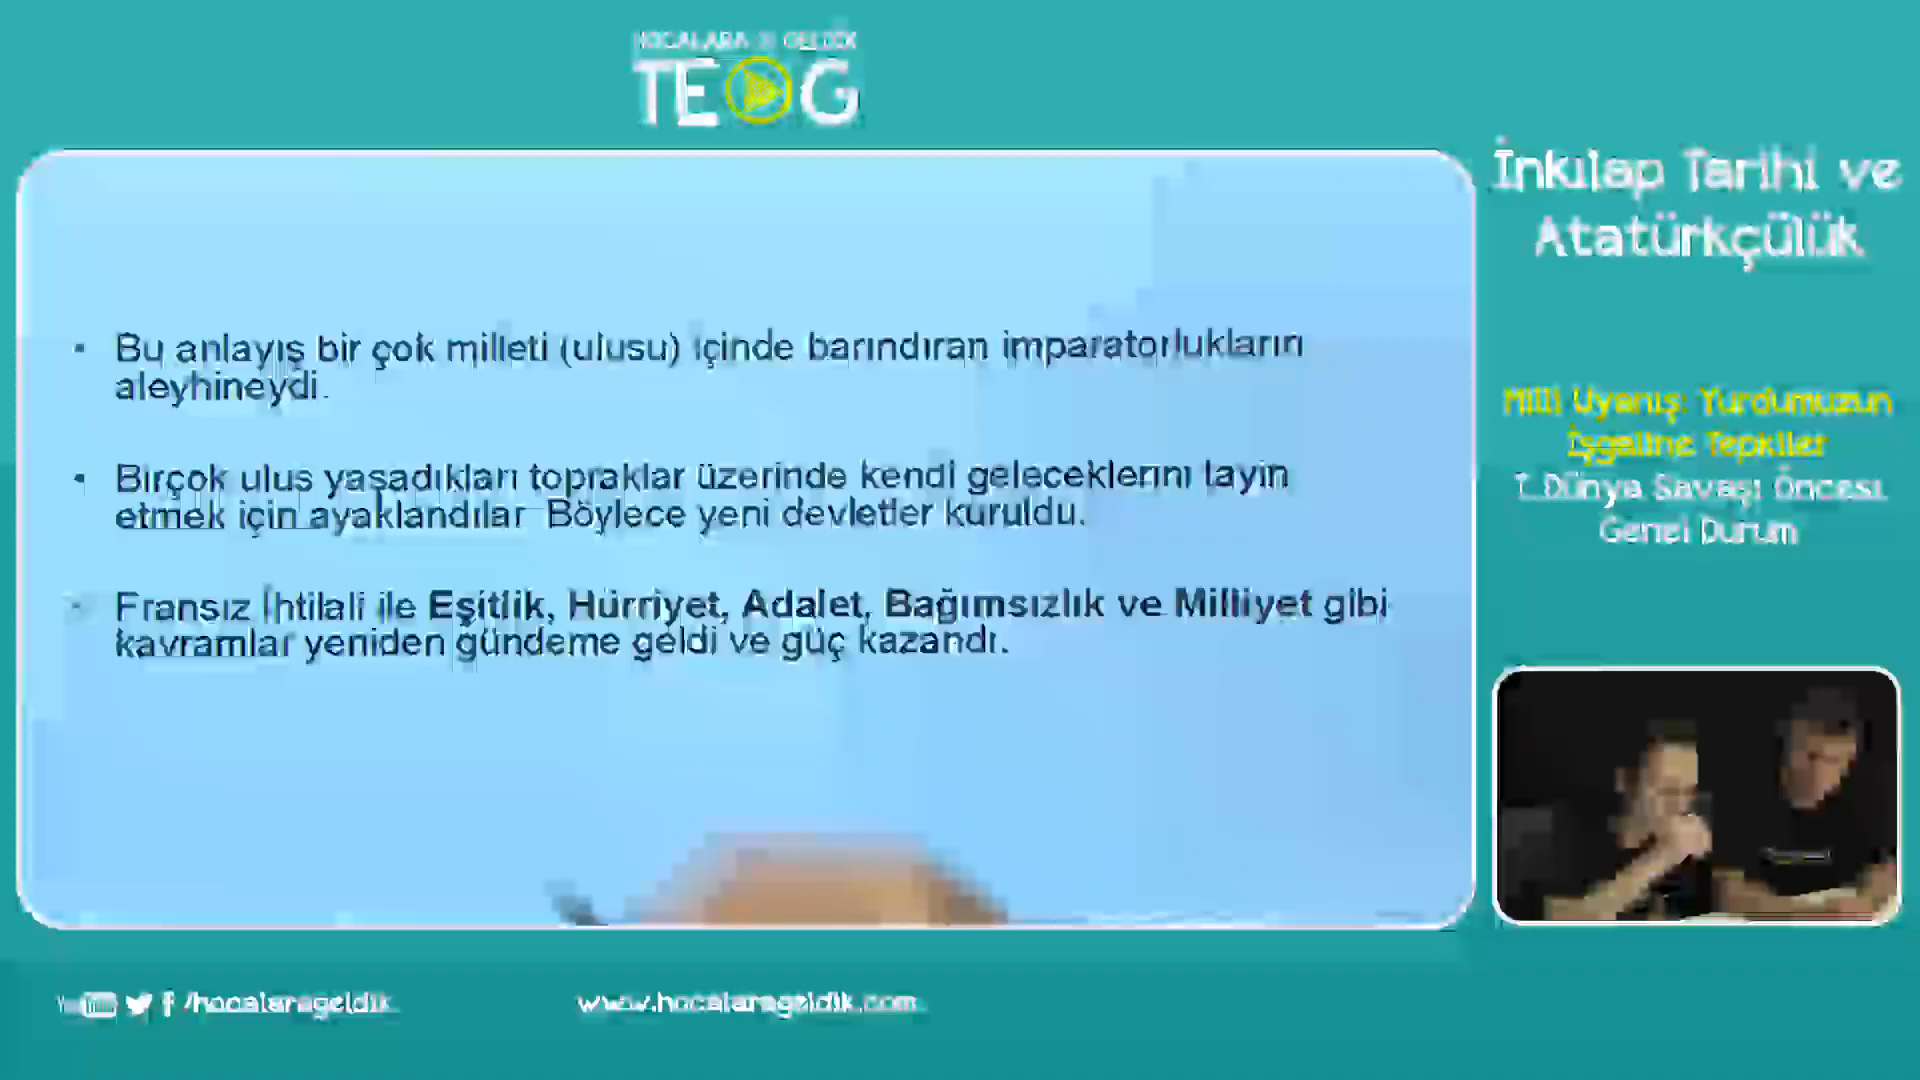 HOCALARA GELDİK
TEOG
İnkılap Tarihi ve
Atatürkçülük
• Bu anlayış bir çok milleti (ulusu) içinde barındıran imparatorlukların
aleyhineydi.
Milli Uyanış: Yurdumuzun
İşgaline Tepkiler
1. Dünya Savaşı Öncesi
Genel Durum
• Birçok ulus yaşadıkları topraklar üzerinde kendi geleceklerini tayin
etmek için ayaklandılar Böylece yeni devletler kuruldu.
• Fransız İhtilali ile Eşitlik, Hürriyet, Adalet, Bağımsızlık ve Milliyet gibi
kavramlar yeniden gündeme geldi ve güç kazandı.
YouTube /hocalarageldik
www.hocalarageldik.com